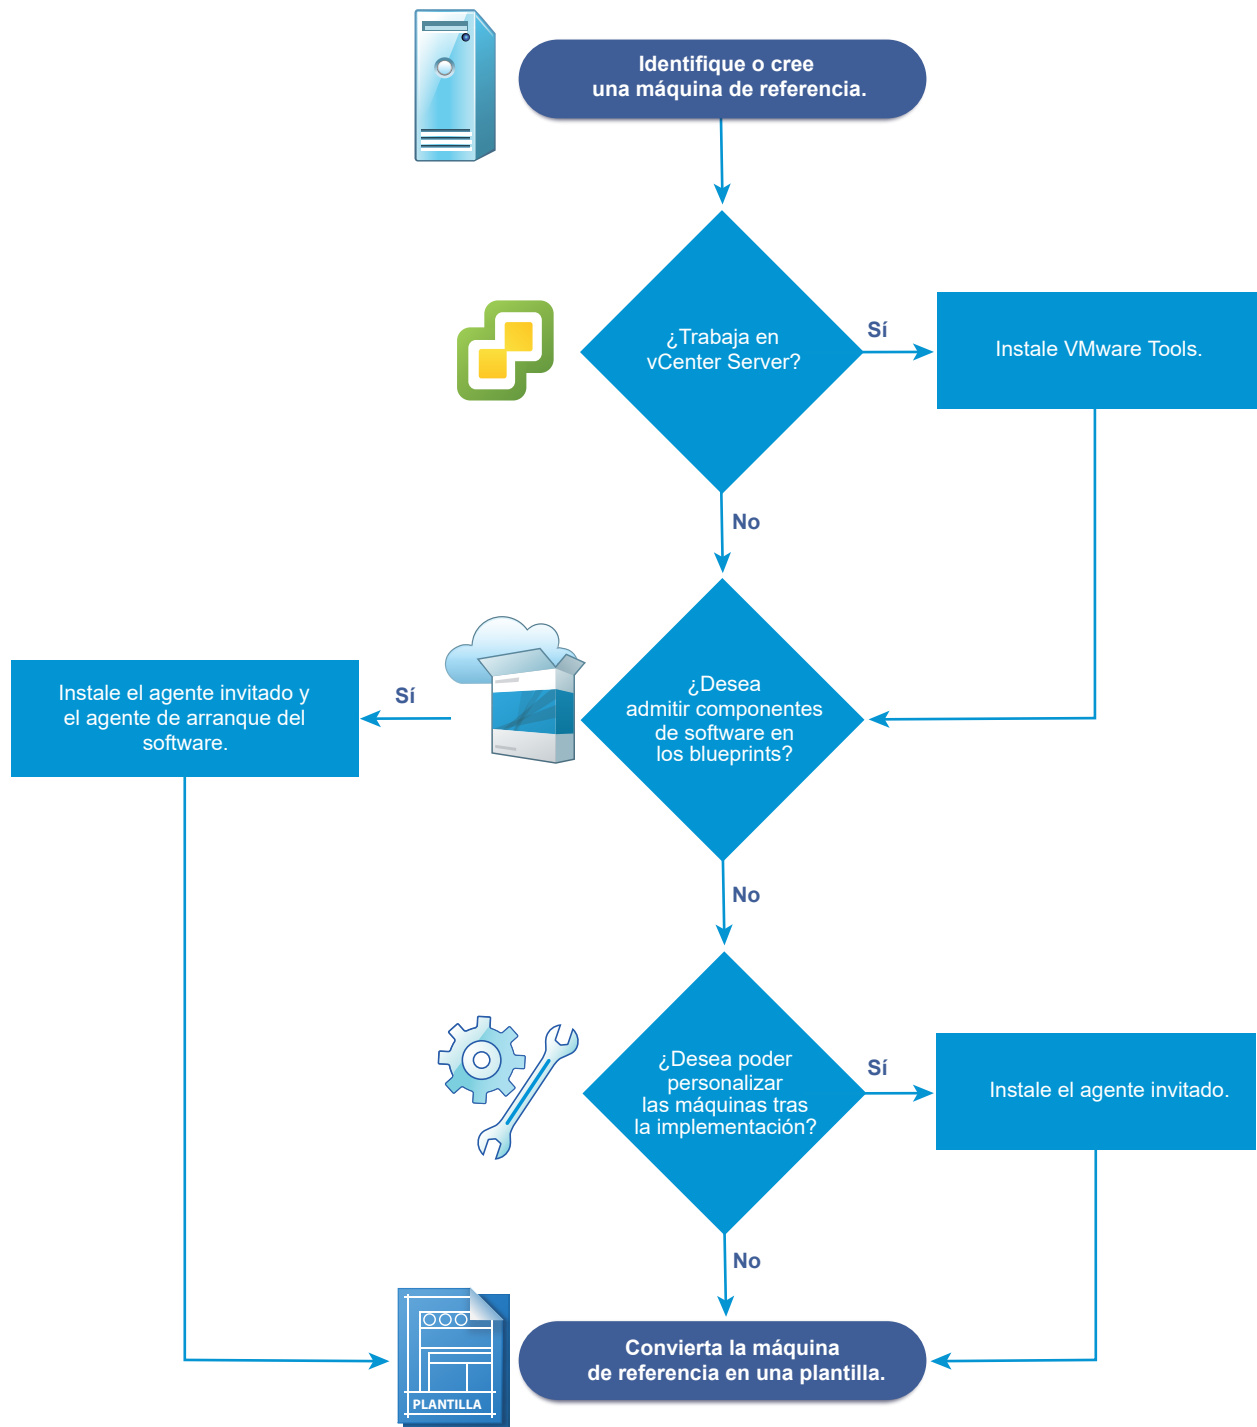 Identifique o cree
una máquina de referencia.
¿Trabaja en
vCenter Server?
Sí
Instale VMware Tools.
No
¿Desea
admitir componentes
de software en
los blueprints?
Sí
Instale el agente invitado y
el agente de arranque del
software.
No
¿Desea poder
personalizar
las máquinas tras
la implementación?
Sí
Instale el agente invitado.
No
PLANTILLA
Convierta la máquina
de referencia en una plantilla.